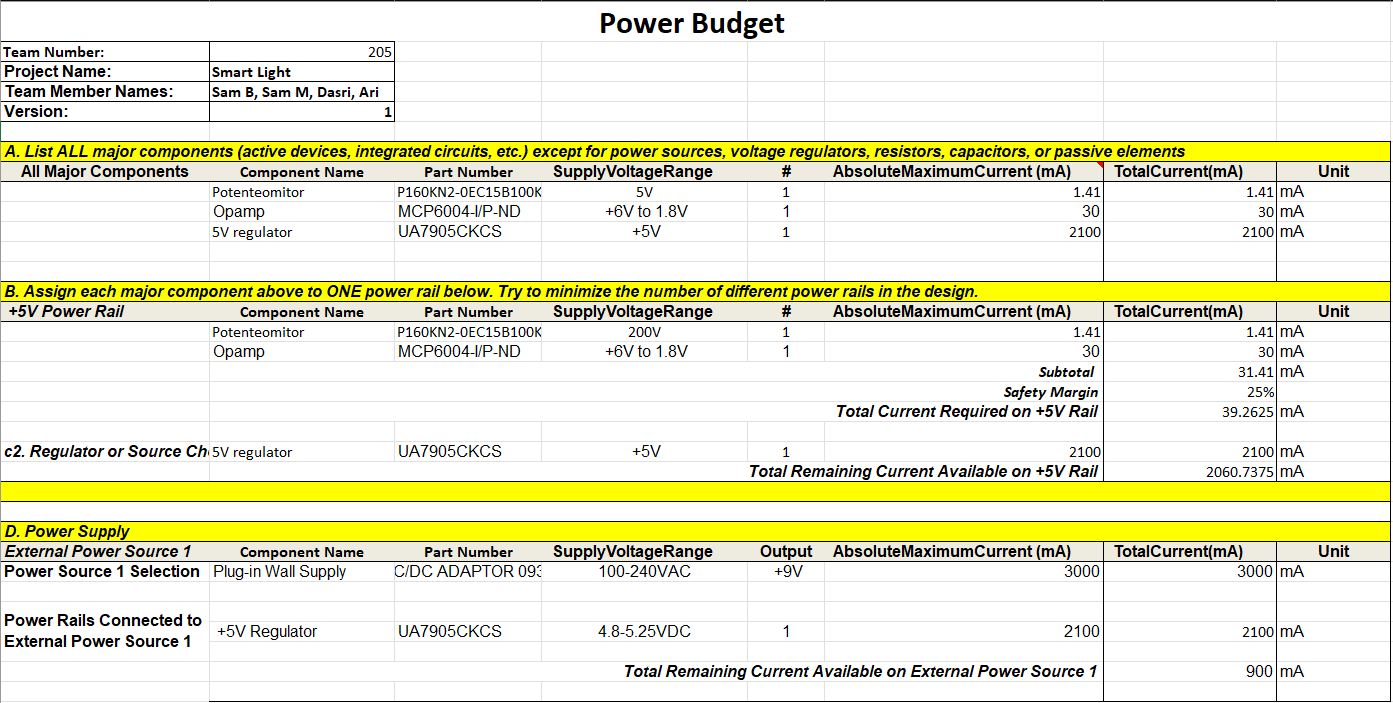 Power Budget
Team Number: 205
Project Name: Smart Light
Team Member Names: Sam B, Sam M, Dasri, Ari
Version: 1
A. List ALL major components (active devices, integrated circuits, etc.) except for power sources, voltage regulators, resistors, capacitors, or passive elements
All Major Components Component Name Part Number SupplyVoltageRange # AbsoluteMaximumCurrent (mA) TotalCurrent(mA) Unit
Potenteomitor P160KN2-0EC15B100K 5V 1 1.41 1.41 mA
Opamp MCP6004-I/P-ND +6V to 1.8V 1 30 30 mA
5V regulator UA7905CKCS +5V 1 2100 2100 mA
B. Assign each major component above to ONE power rail below. Try to minimize the number of different power rails in the design.
+5V Power Rail Component Name Part Number SupplyVoltageRange # AbsoluteMaximumCurrent (mA) TotalCurrent(mA) Unit
Potenteomitor P160KN2-0EC15B100K 200V 1 1.41 1.41 mA
Opamp MCP6004-I/P-ND +6V to 1.8V 1 30 30 mA
Subtotal 31.41 mA
Safety Margin 25%
Total Current Required on +5V Rail 39.2625 mA
c2. Regulator or Source Ch 5V regulator UA7905CKCS +5V 1 2100 2100 mA
Total Remaining Current Available on +5V Rail 2060.7375 mA
D. Power Supply
External Power Source 1 Component Name Part Number SupplyVoltageRange Output AbsoluteMaximumCurrent (mA) TotalCurrent(mA) Unit
Power Source 1 Selection Plug-in Wall Supply C/DC ADAPTOR 093 100-240VAC +9V 3000 3000 mA
Power Rails Connected to
External Power Source 1 +5V Regulator UA7905CKCS 4.8-5.25VDC 1 2100 2100 mA
Total Remaining Current Available on External Power Source 1 900 mA